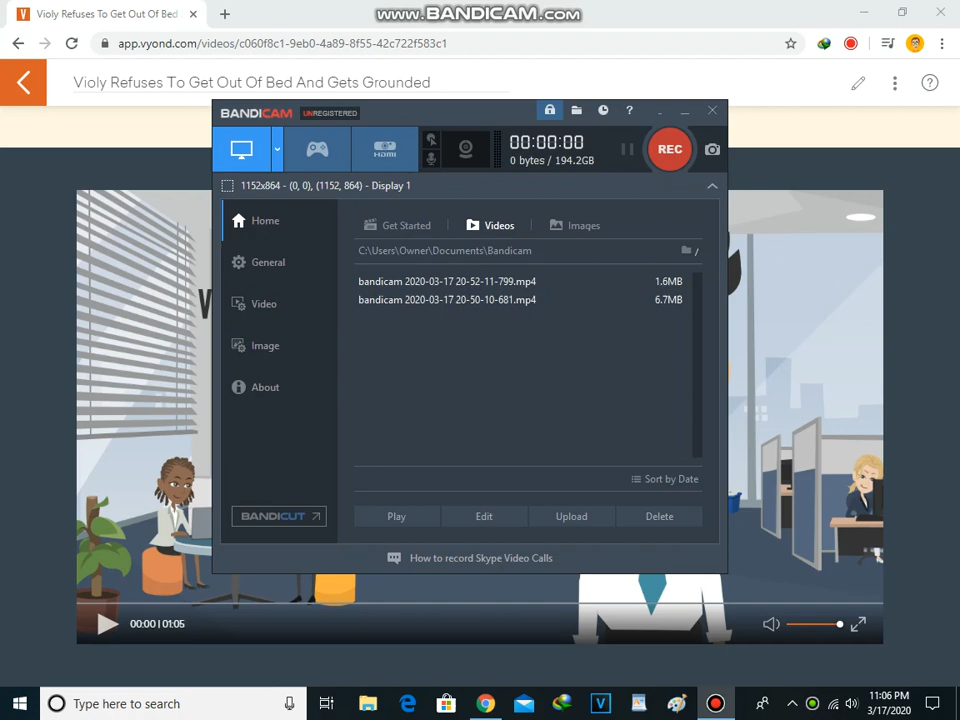 Violy Refuses To Get Out Of Bed
www.BANDICAM.com
app.vyond.com/videos/c060f8c1-9eb0-4a89-8f55-42c722f583c1
Violy Refuses To Get Out Of Bed And Gets Grounded
BANDICAM UNREGISTERED
HDMI
00:00:00
0 bytes / 194.2GB
REC
1152x864 - (0, 0), (1152, 864) - Display 1
Home
General
Video
Image
About
BANDICUT
Get Started
Videos
Images
C:\Users\Owner\Documents\Bandicam
/
bandicam 2020-03-17 20-52-11-799.mp4 1.6MB
bandicam 2020-03-17 20-50-10-681.mp4 6.7MB
Sort by Date
Play Edit Upload Delete
How to record Skype Video Calls
00:00 | 01:05
Type here to search
11:06 PM
3/17/2020